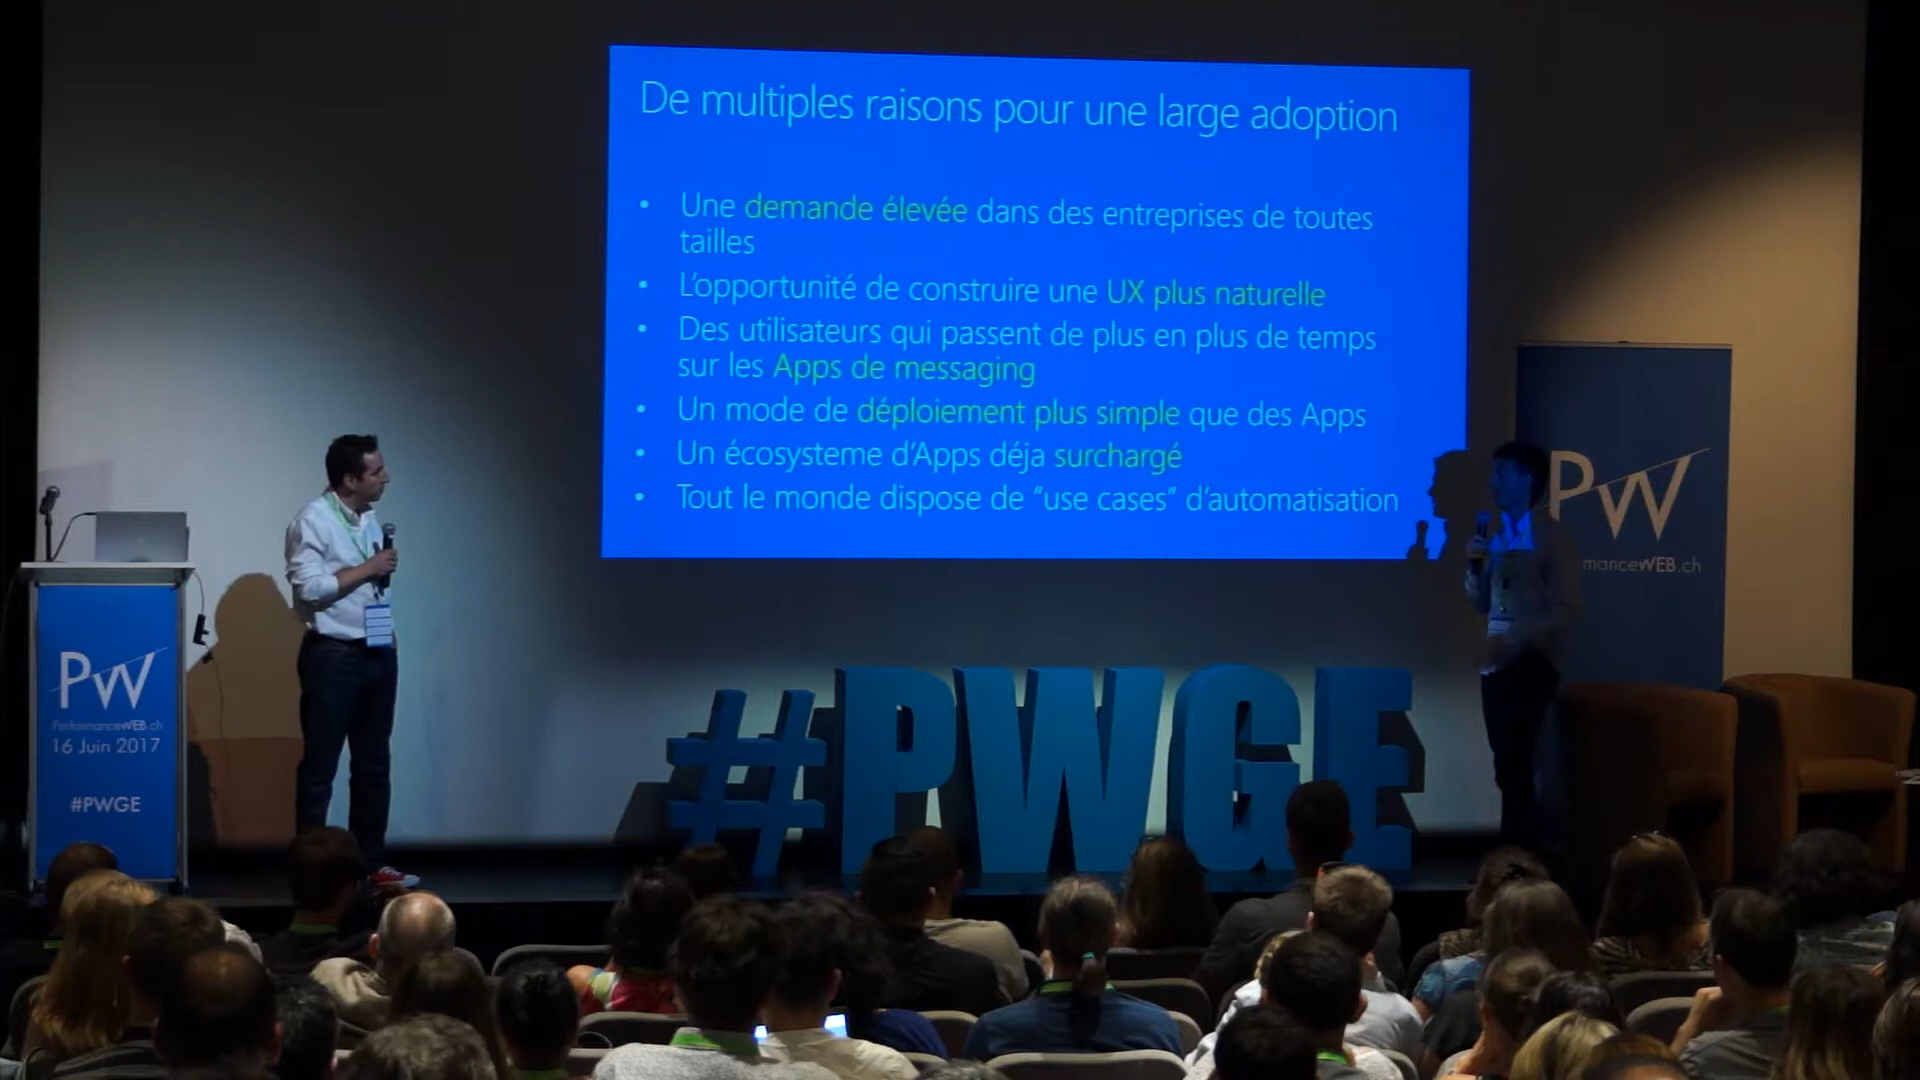 De multiples raisons pour une large adoption
• Une demande élevée dans des entreprises de toutes
tailles
• L'opportunité de construire une UX plus naturelle
• Des utilisateurs qui passent de plus en plus de temps
sur les Apps de messaging
• Un mode de déploiement plus simple que des Apps
• Un écosysteme d'Apps déja surchargé
• Tout le monde dispose de “use cases” d'automatisation
PW
manceWEB.ch
PW
PerformanceWEB.ch
16 Juin 2017
#PWGE
#PWGE